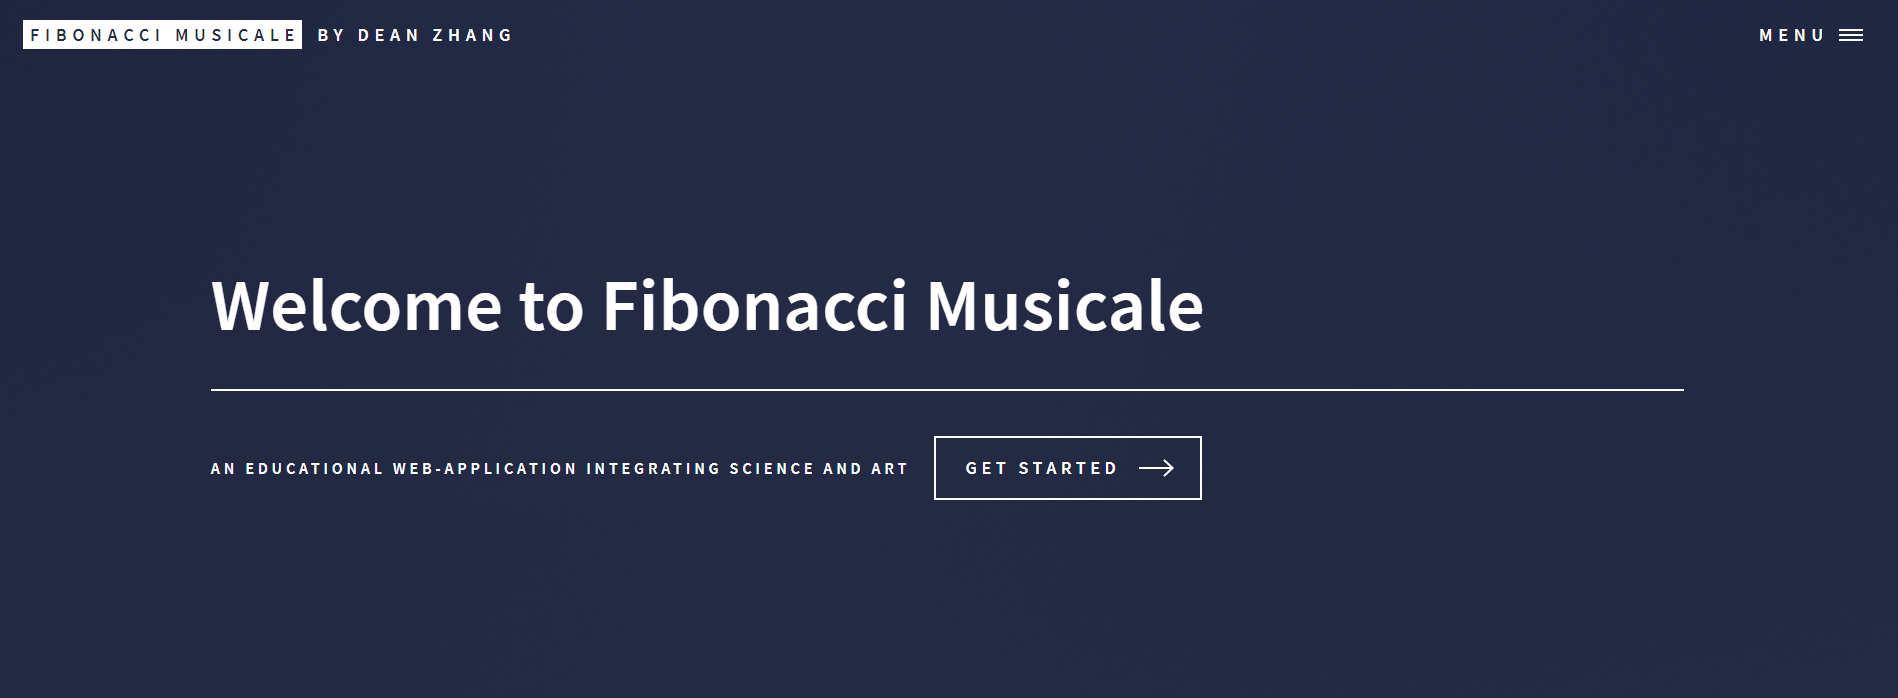 FIBONACCI MUSICALE BY DEAN ZHANG
MENU
Welcome to Fibonacci Musicale
AN EDUCATIONAL WEB-APPLICATION INTEGRATING SCIENCE AND ART
GET STARTED